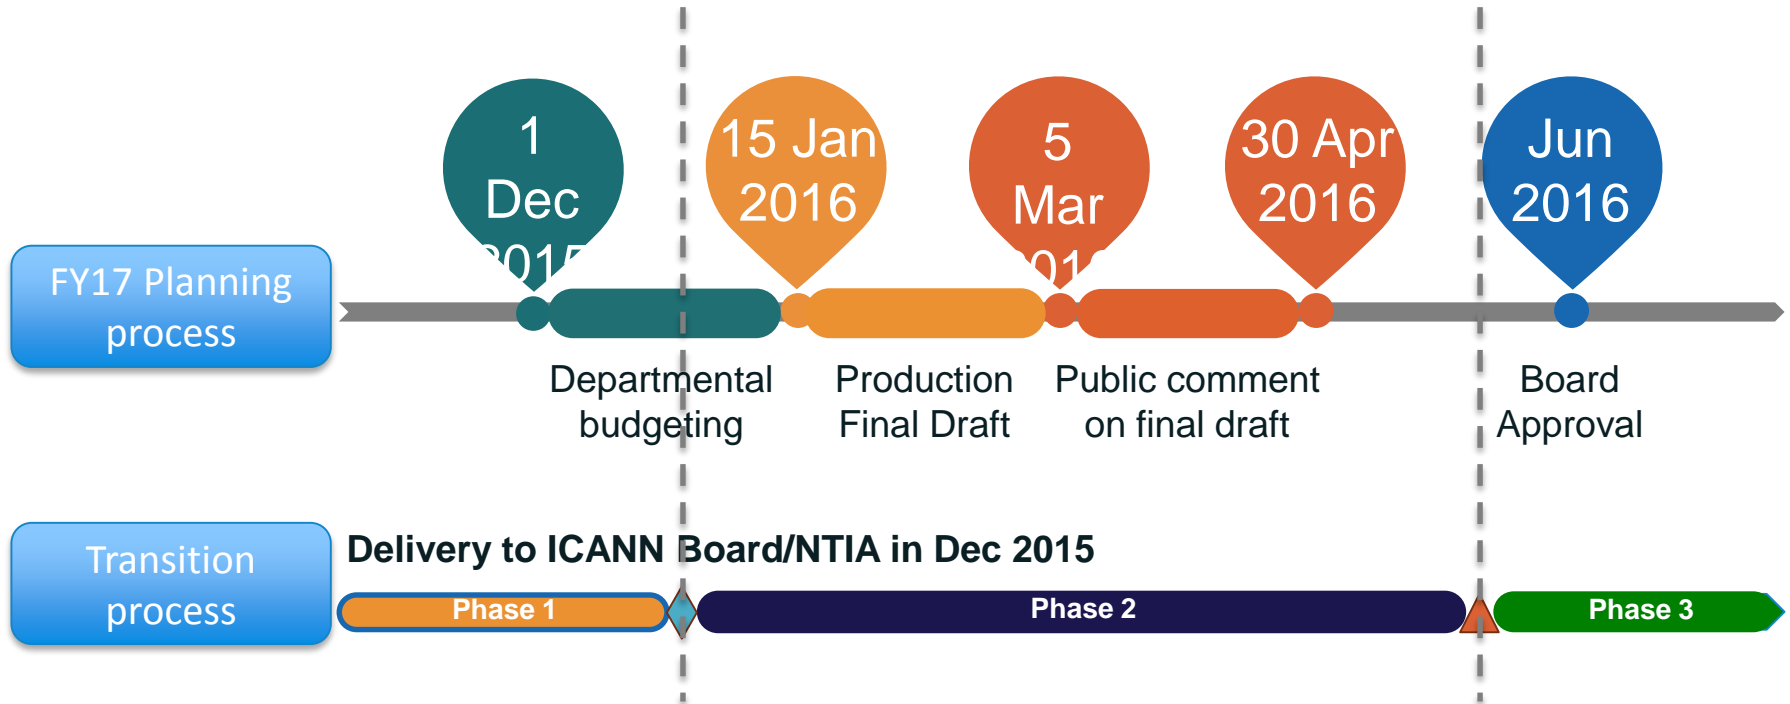 1
Dec
2015
15 Jan
2016
5
Mar
2016
30 Apr
2016
Jun
2016
FY17 Planning
process
Departmental
budgeting
Production
Final Draft
Public comment
on final draft
Board
Approval
Transition
process
Delivery to ICANN Board/NTIA in Dec 2015
Phase 1
Phase 2
Phase 3